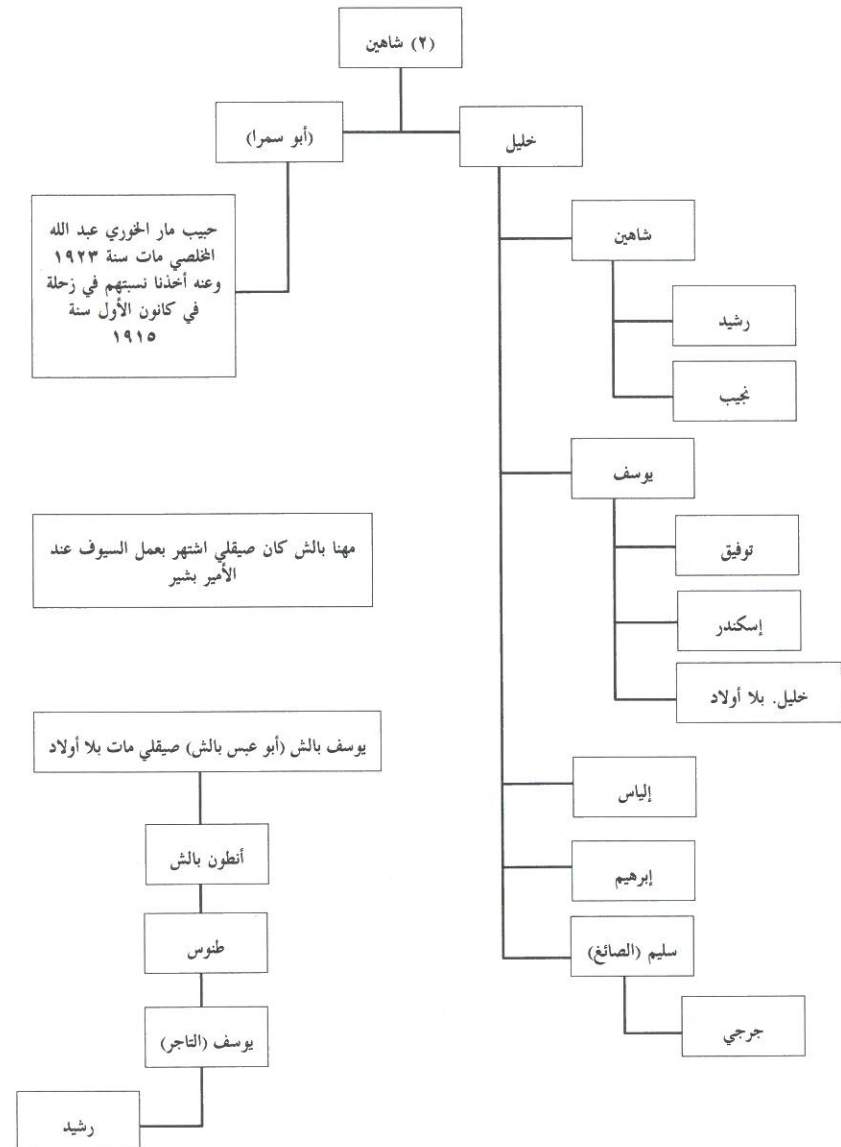 (٢) شاهين
خليل
(أبو سمرا)
شاهين
رشيد
نجيب
يوسف
توفيق
إسكندر
خليل. بلا أولاد
إلياس
إبرهيم
سليم (الصائغ)
جرجي
حبيب مار الخوري عبد الله
المخلصي مات سنة ١٩٢٣
وعنه أخذنا نسبتهم في زحلة
في كانون الأول سنة
١٩١٥
مهنا بالش كان صيقلي اشتهر بعمل السيوف عند
الأمير بشير
يوسف بالش (أبو عبس بالش) صيقلي مات بلا أولاد
أنطون بالش
طنوس
يوسف (التاجر)
رشيد